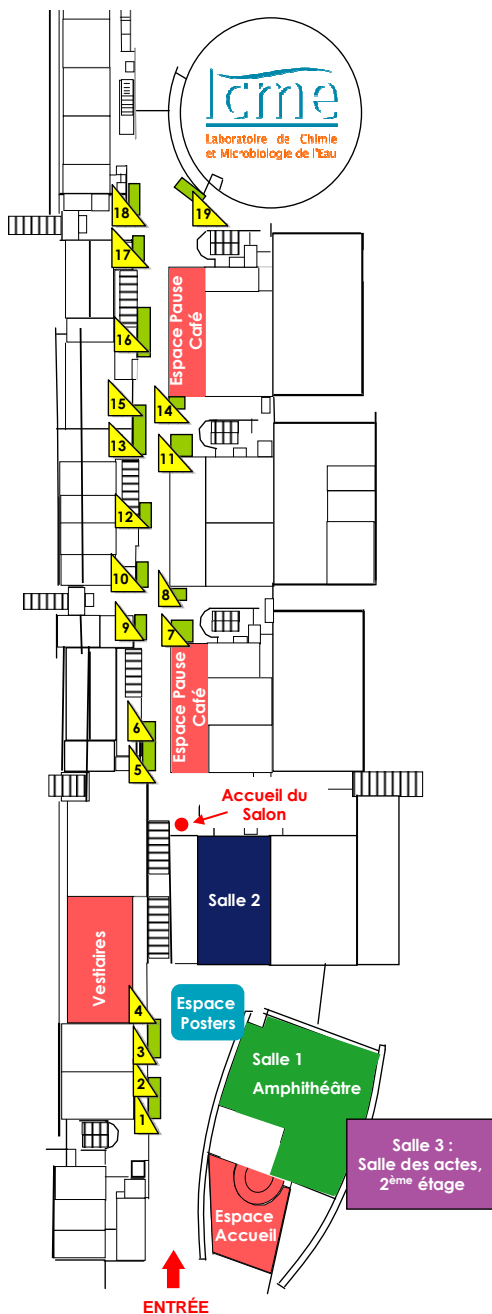 lcme
Laboratoire de Chimie
et Microbiologie de l'Eau
18
19
17
16
Espace Pause
Café
15
14
13
11
12
10
8
9
7
Espace Pause
Café
6
5
Accueil du
Salon
Salle 2
Vestiaires
4
Espace
Posters
3
Salle 1
Amphithéâtre
2
1
Salle 3 :
Salle des actes,
2ème étage
Espace
Accueil
ENTRÉE